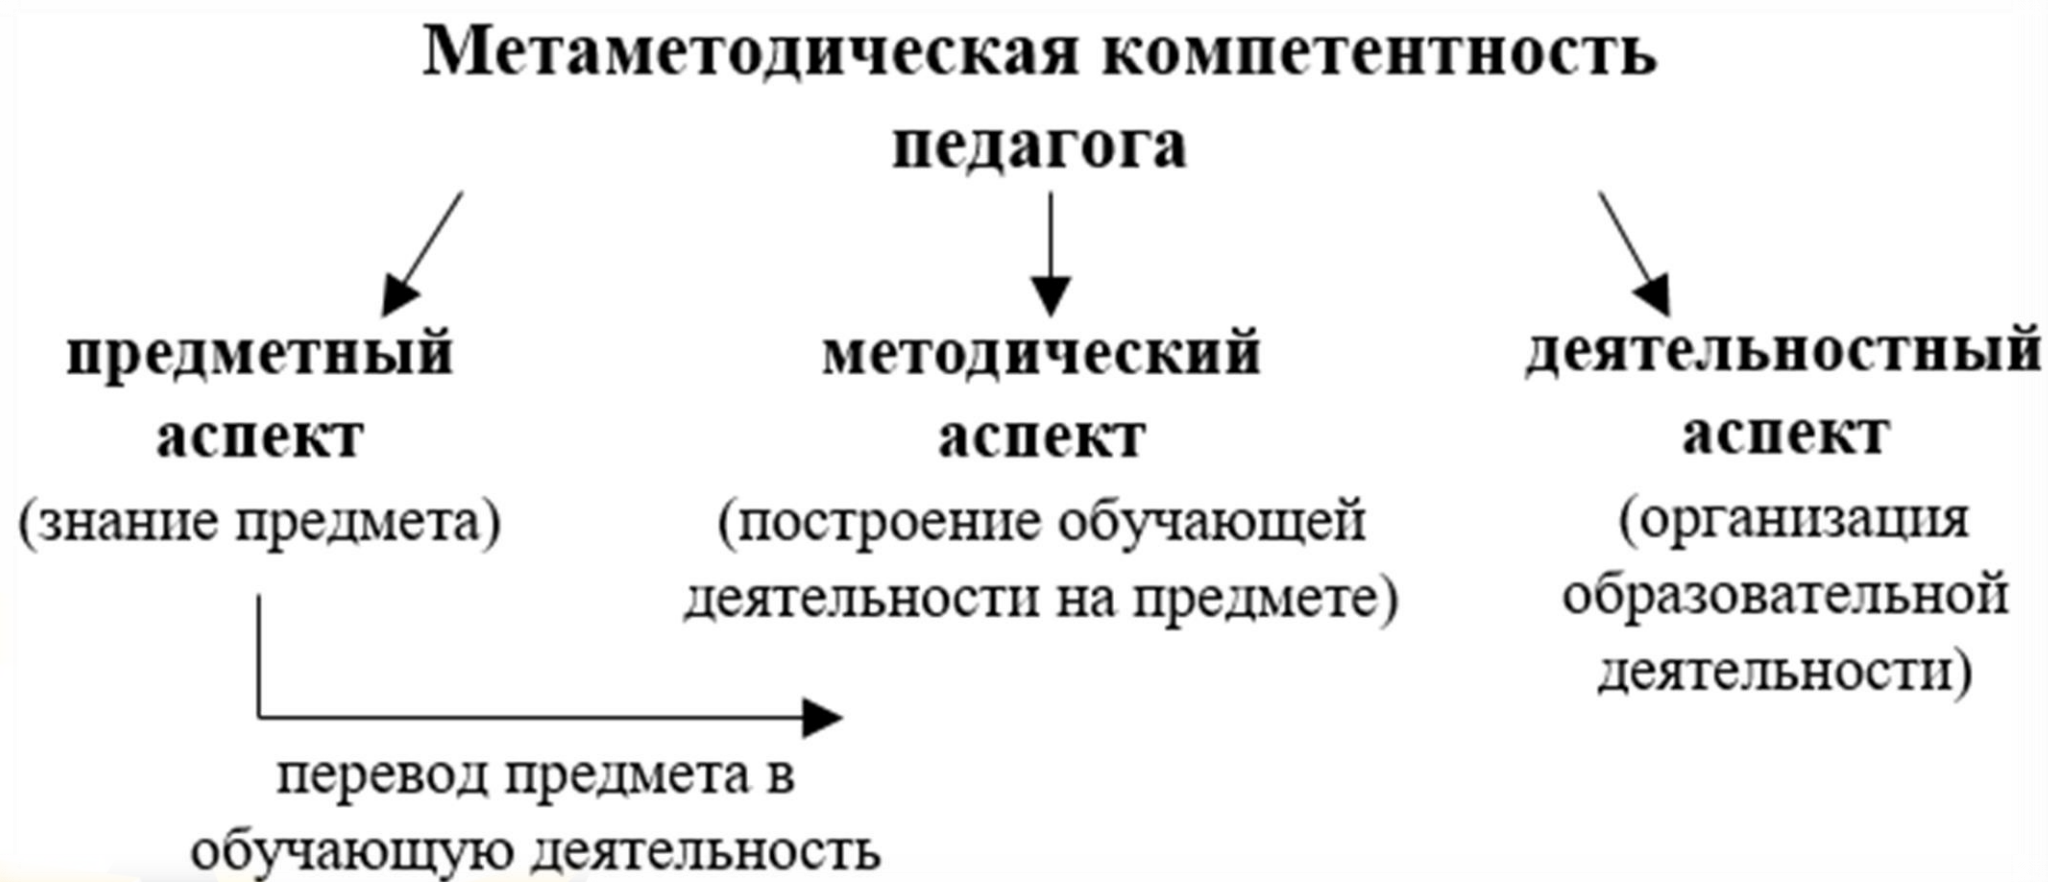 Метаметодическая компетентность
педагога
предметный
аспект
(знание предмета)
методический
аспект
(построение обучающей
деятельности на предмете)
деятельностный
аспект
(организация
образовательной
деятельности)
перевод предмета в
обучающую деятельность